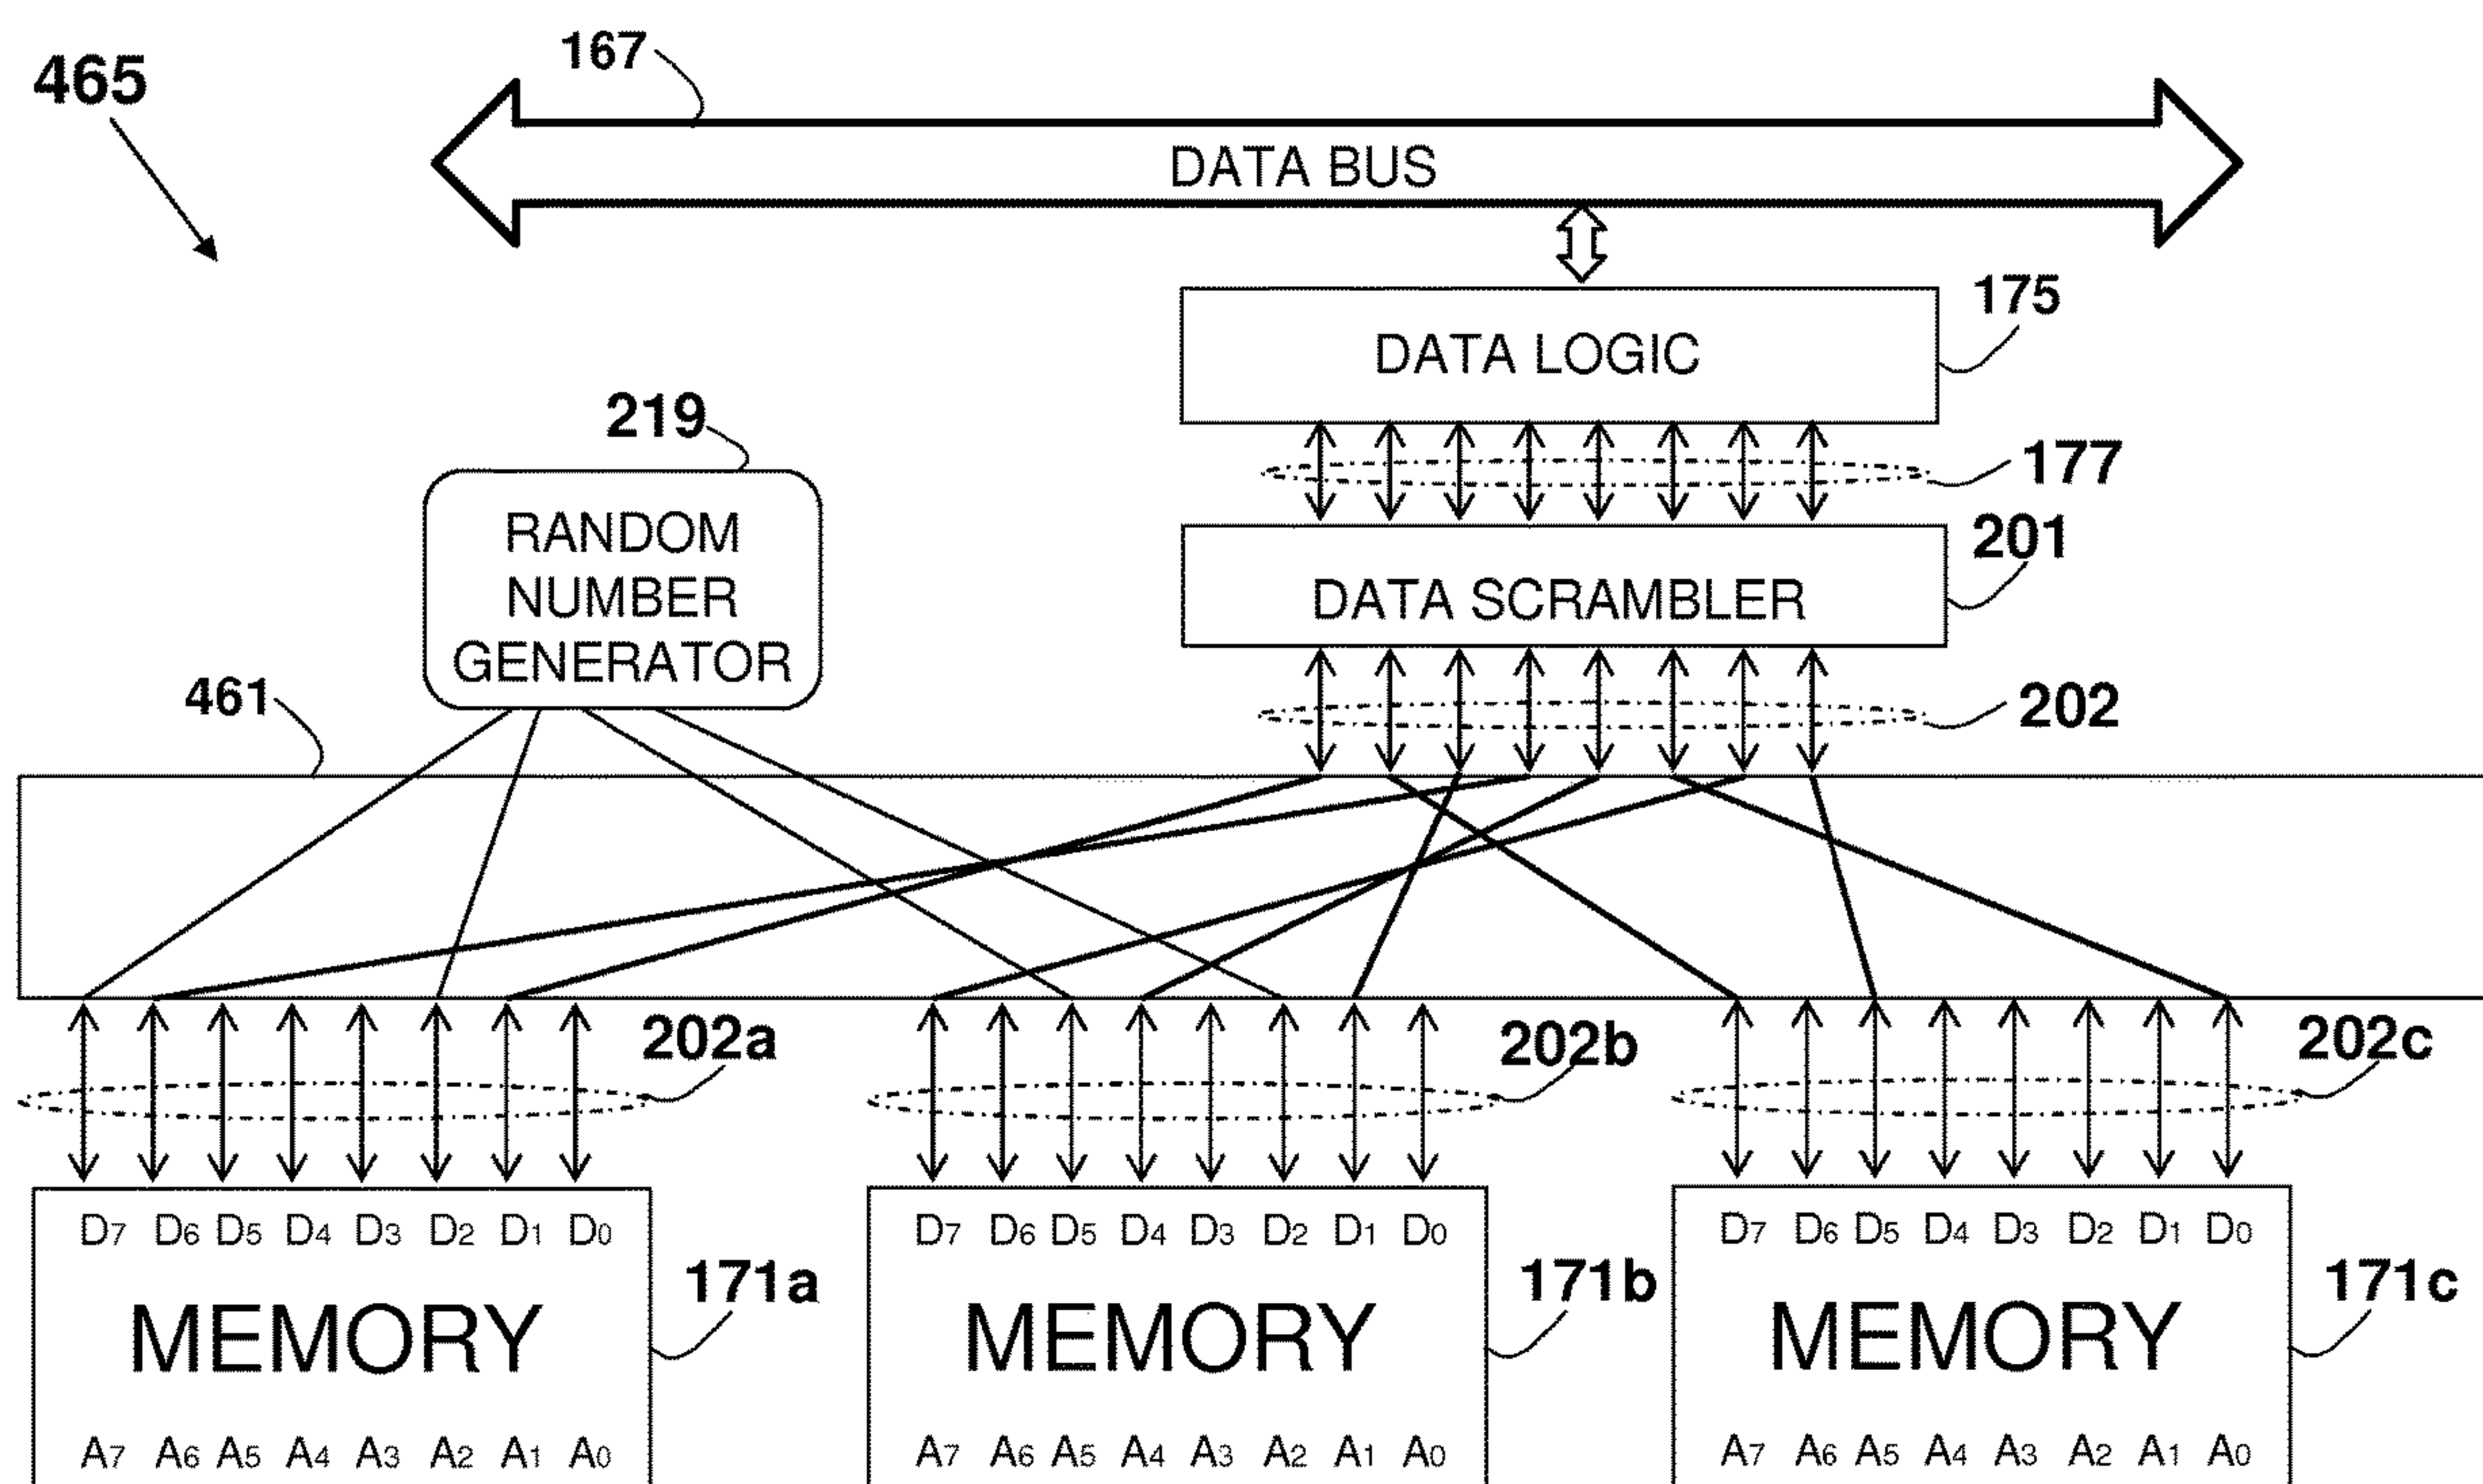 465
167
DATA BUS
175
DATA LOGIC
219
177
RANDOM
NUMBER
GENERATOR
201
DATA SCRAMBLER
461
202
202a
202b
202c
D7 D6 D5 D4 D3 D2 D1 D0
D7 D6 D5 D4 D3 D2 D1 D0
D7 D6 D5 D4 D3 D2 D1 D0
171a
171b
171c
MEMORY
MEMORY
MEMORY
A7 A6 A5 A4 A3 A2 A1 A0
A7 A6 A5 A4 A3 A2 A1 A0
A7 A6 A5 A4 A3 A2 A1 A0